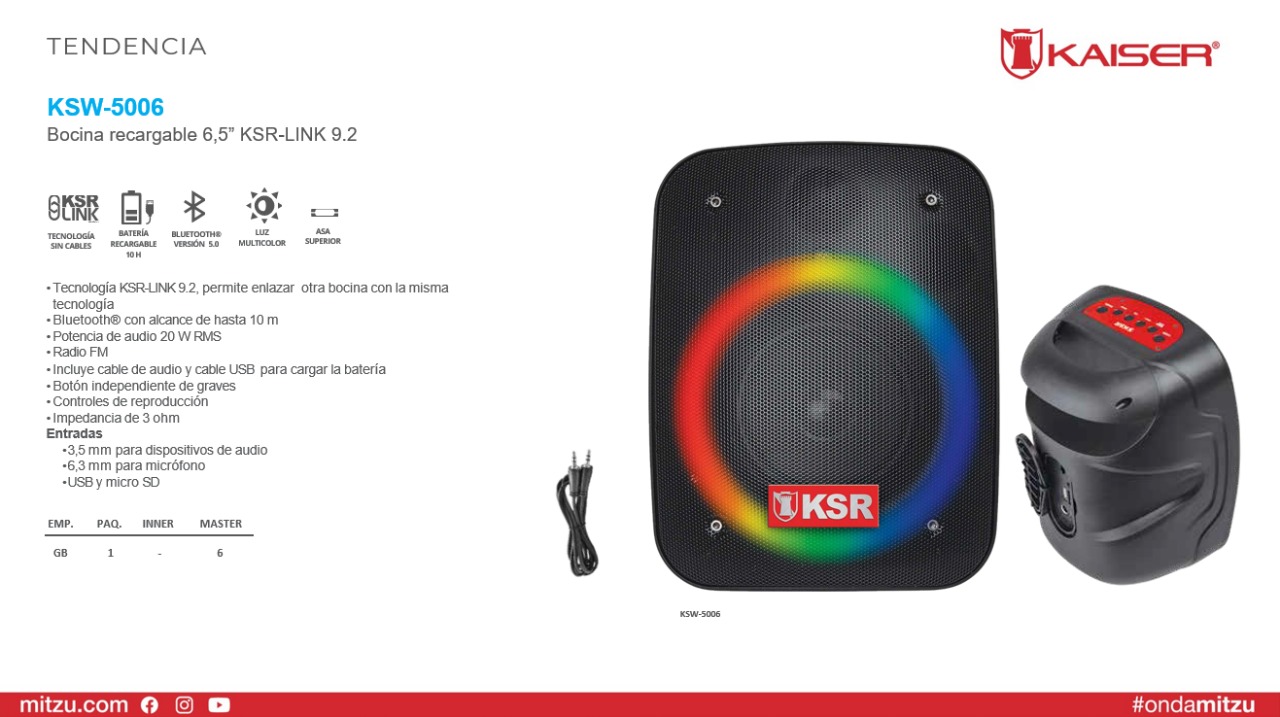 TENDENCIA
KAISER®
KSW-5006
Bocina recargable 6,5” KSR-LINK 9.2
KSR
LINK
TECNOLOGÍA
SIN CABLES
BATERÍA
RECARGABLE
10 H
BLUETOOTH®
VERSIÓN 5.0
LUZ
MULTICOLOR
ASA
SUPERIOR
• Tecnología KSR-LINK 9.2, permite enlazar otra bocina con la misma
tecnología
• Bluetooth® con alcance de hasta 10 m
• Potencia de audio 20 W RMS
• Radio FM
• Incluye cable de audio y cable USB para cargar la batería
• Botón independiente de graves
• Controles de reproducción
• Impedancia de 3 ohm
Entradas
•3,5 mm para dispositivos de audio
•6,3 mm para micrófono
•USB y micro SD
EMP. PAQ. INNER MASTER
GB 1 - 6
KSR
KSW-5006
mitzu.com
#ondamitzu